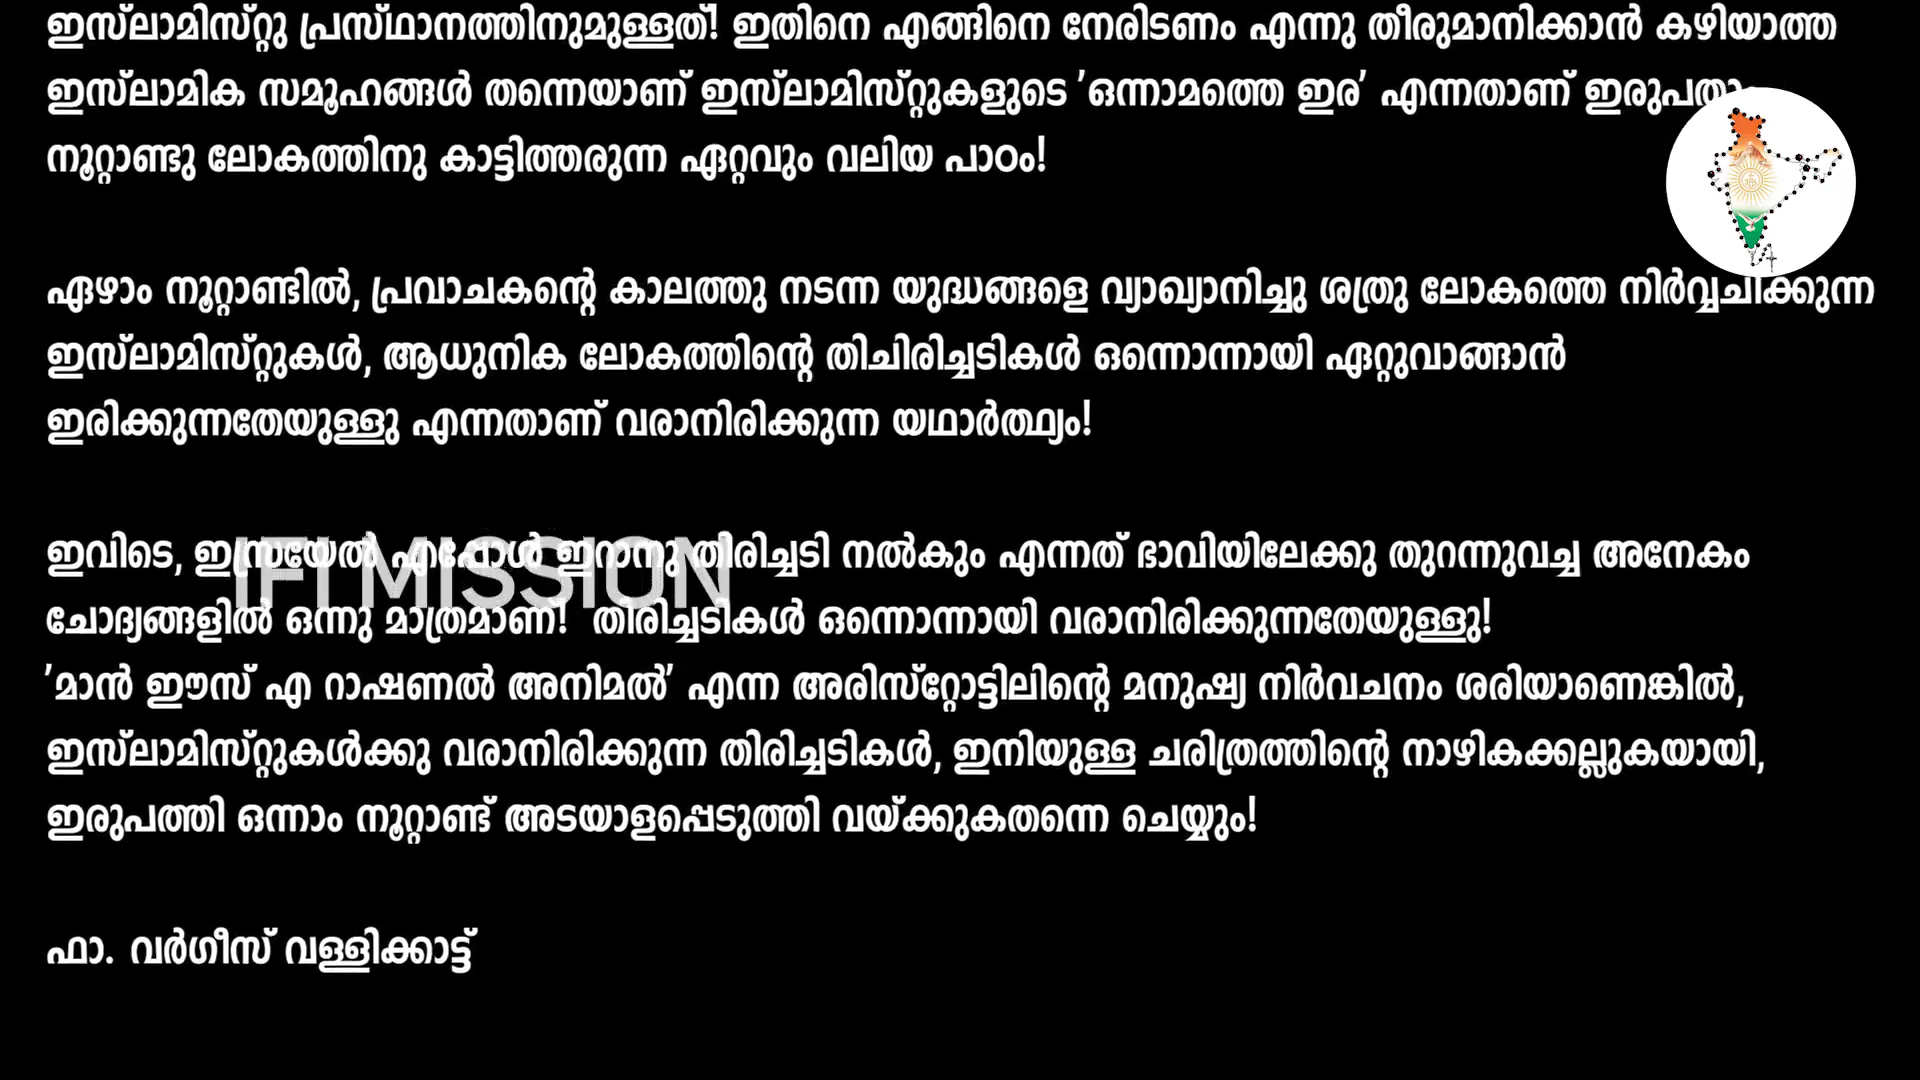 ഇസ്ലാമിസ്റ്റു പ്രസ്ഥാനത്തിനുമുള്ളത്! ഇതിനെ എങ്ങിനെ നേരിടണം എന്നു തീരുമാനിക്കാൻ കഴിയാത്ത
ഇസ്ലാമിക സമൂഹങ്ങൾ തന്നെയാണ് ഇസ്ലാമിസ്റ്റുകളുടെ 'ഒന്നാമത്തെ ഇര' എന്നതാണ്
നൂറ്റാണ്ടു ലോകത്തിനു കാട്ടിത്തരുന്ന ഏറ്റവും വലിയ പാഠം!
ഏഴാം നൂറ്റാണ്ടിൽ, പ്രവാചകന്റെ കാലത്തു നടന്ന യുദ്ധങ്ങളെ വ്യാഖ്യാനിച്ചു ശത്രു ലോകത്തെ നിർവ്വചിക്കുന്ന
ഇസ്ലാമിസ്റ്റുകൾ, ആധുനിക ലോകത്തിന്റെ തിചിരിച്ചടികൾ ഒന്നൊന്നായി ഏറ്റുവാങ്ങാൻ
ഇരിക്കുന്നതേയുള്ളു എന്നതാണ് വരാനിരിക്കുന്ന യഥാർത്ഥ്യം!
ഇവിടെ, ഇസ്രയേൽ എപ്പോൾ ഇറാനു തിരിച്ചടി നൽകും എന്നത് ഭാവിയിലേക്കു തുറന്നുവച്ച അനേകം
IFI MISSION
ചോദ്യങ്ങളിൽ ഒന്നു മാത്രമാണ്! തിരിച്ചടികൾ ഒന്നൊന്നായി വരാനിരിക്കുന്നതേയുള്ളു!
'മാൻ ഈസ് എ റാഷണൽ അനിമൽ' എന്ന അരിസ്റ്റോട്ടിലിന്റെ മനുഷ്യ നിർവചനം ശരിയാണെങ്കിൽ,
ഇസ്ലാമിസ്റ്റുകൾക്കു വരാനിരിക്കുന്ന തിരിച്ചടികൾ, ഇനിയുള്ള ചരിത്രത്തിന്റെ നാഴികക്കല്ലുകയായി,
ഇരുപത്തി ഒന്നാം നൂറ്റാണ്ട് അടയാളപ്പെടുത്തി വയ്ക്കുകതന്നെ ചെയ്യും!
ഫാ. വർഗീസ് വള്ളിക്കാട്ട്